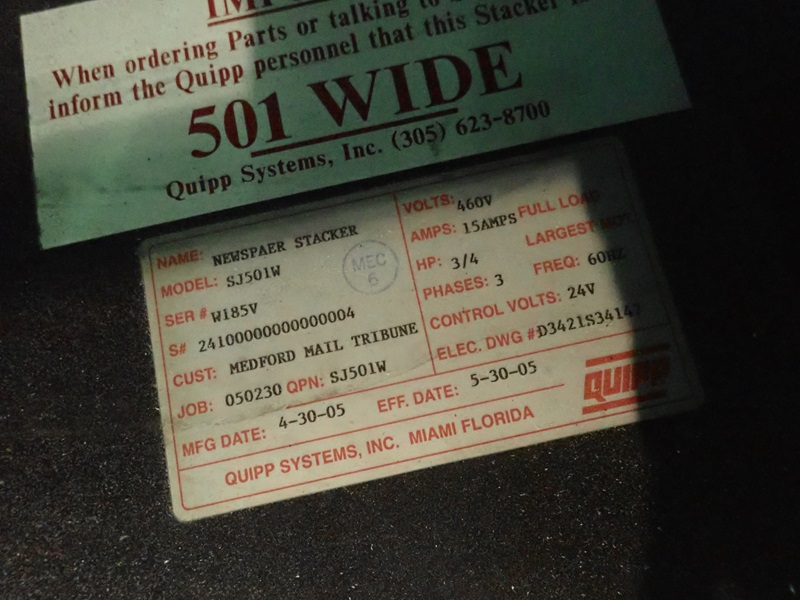 When ordering Parts or talking to
inform the Quipp personnel that this Stacker
501 WIDE
Quipp Systems, Inc. (305) 623-8700
NAME: NEWSPAER STACKER
MODEL: SJ501W
MEC
6
SER # W185V
S# 24100000000000004
CUST: MEDFORD MAIL TRIBUNE
JOB: 050230 QPN: SJ501W
VOLTS: 460V
AMPS: 15AMPS FULL LOAD
LARGEST MOT
HP: 3/4
PHASES: 3 FREQ: 60HZ
CONTROL VOLTS: 24V
ELEC. DWG # D3421S3414
MFG DATE: 4-30-05 EFF. DATE: 5-30-05
QUIPP
QUIPP SYSTEMS, INC. MIAMI FLORIDA